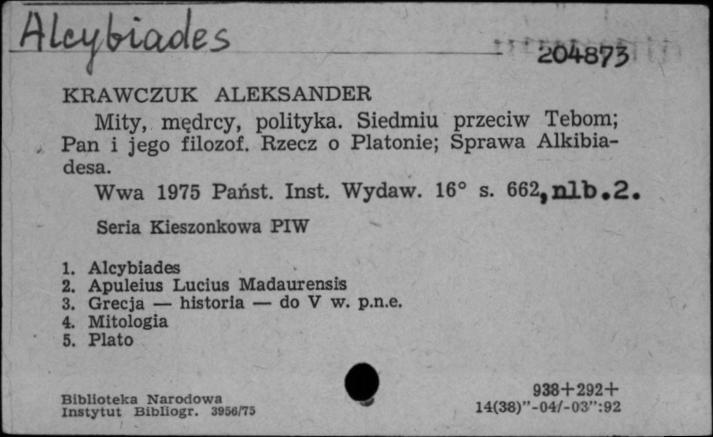 Alcybiades
204873
KRAWCZUK ALEKSANDER
Mity, mędrcy, polityka. Siedmiu przeciw Tebom;
Pan i jego filozof. Rzecz o Platonie; Sprawa Alkibia-
desa.
Wwa 1975 Państ. Inst. Wydaw. 16° s. 662, nlb.2.
Seria Kieszonkowa PIW
1. Alcybiades
2. Apuleius Lucius Madaurensis
3. Grecja — historia — do V w. p.n.e.
4. Mitologia
5. Plato
938+292+
Biblioteka Narodowa
14(38)"-04/-03":92
Instytut Bibliogr. 3956/75